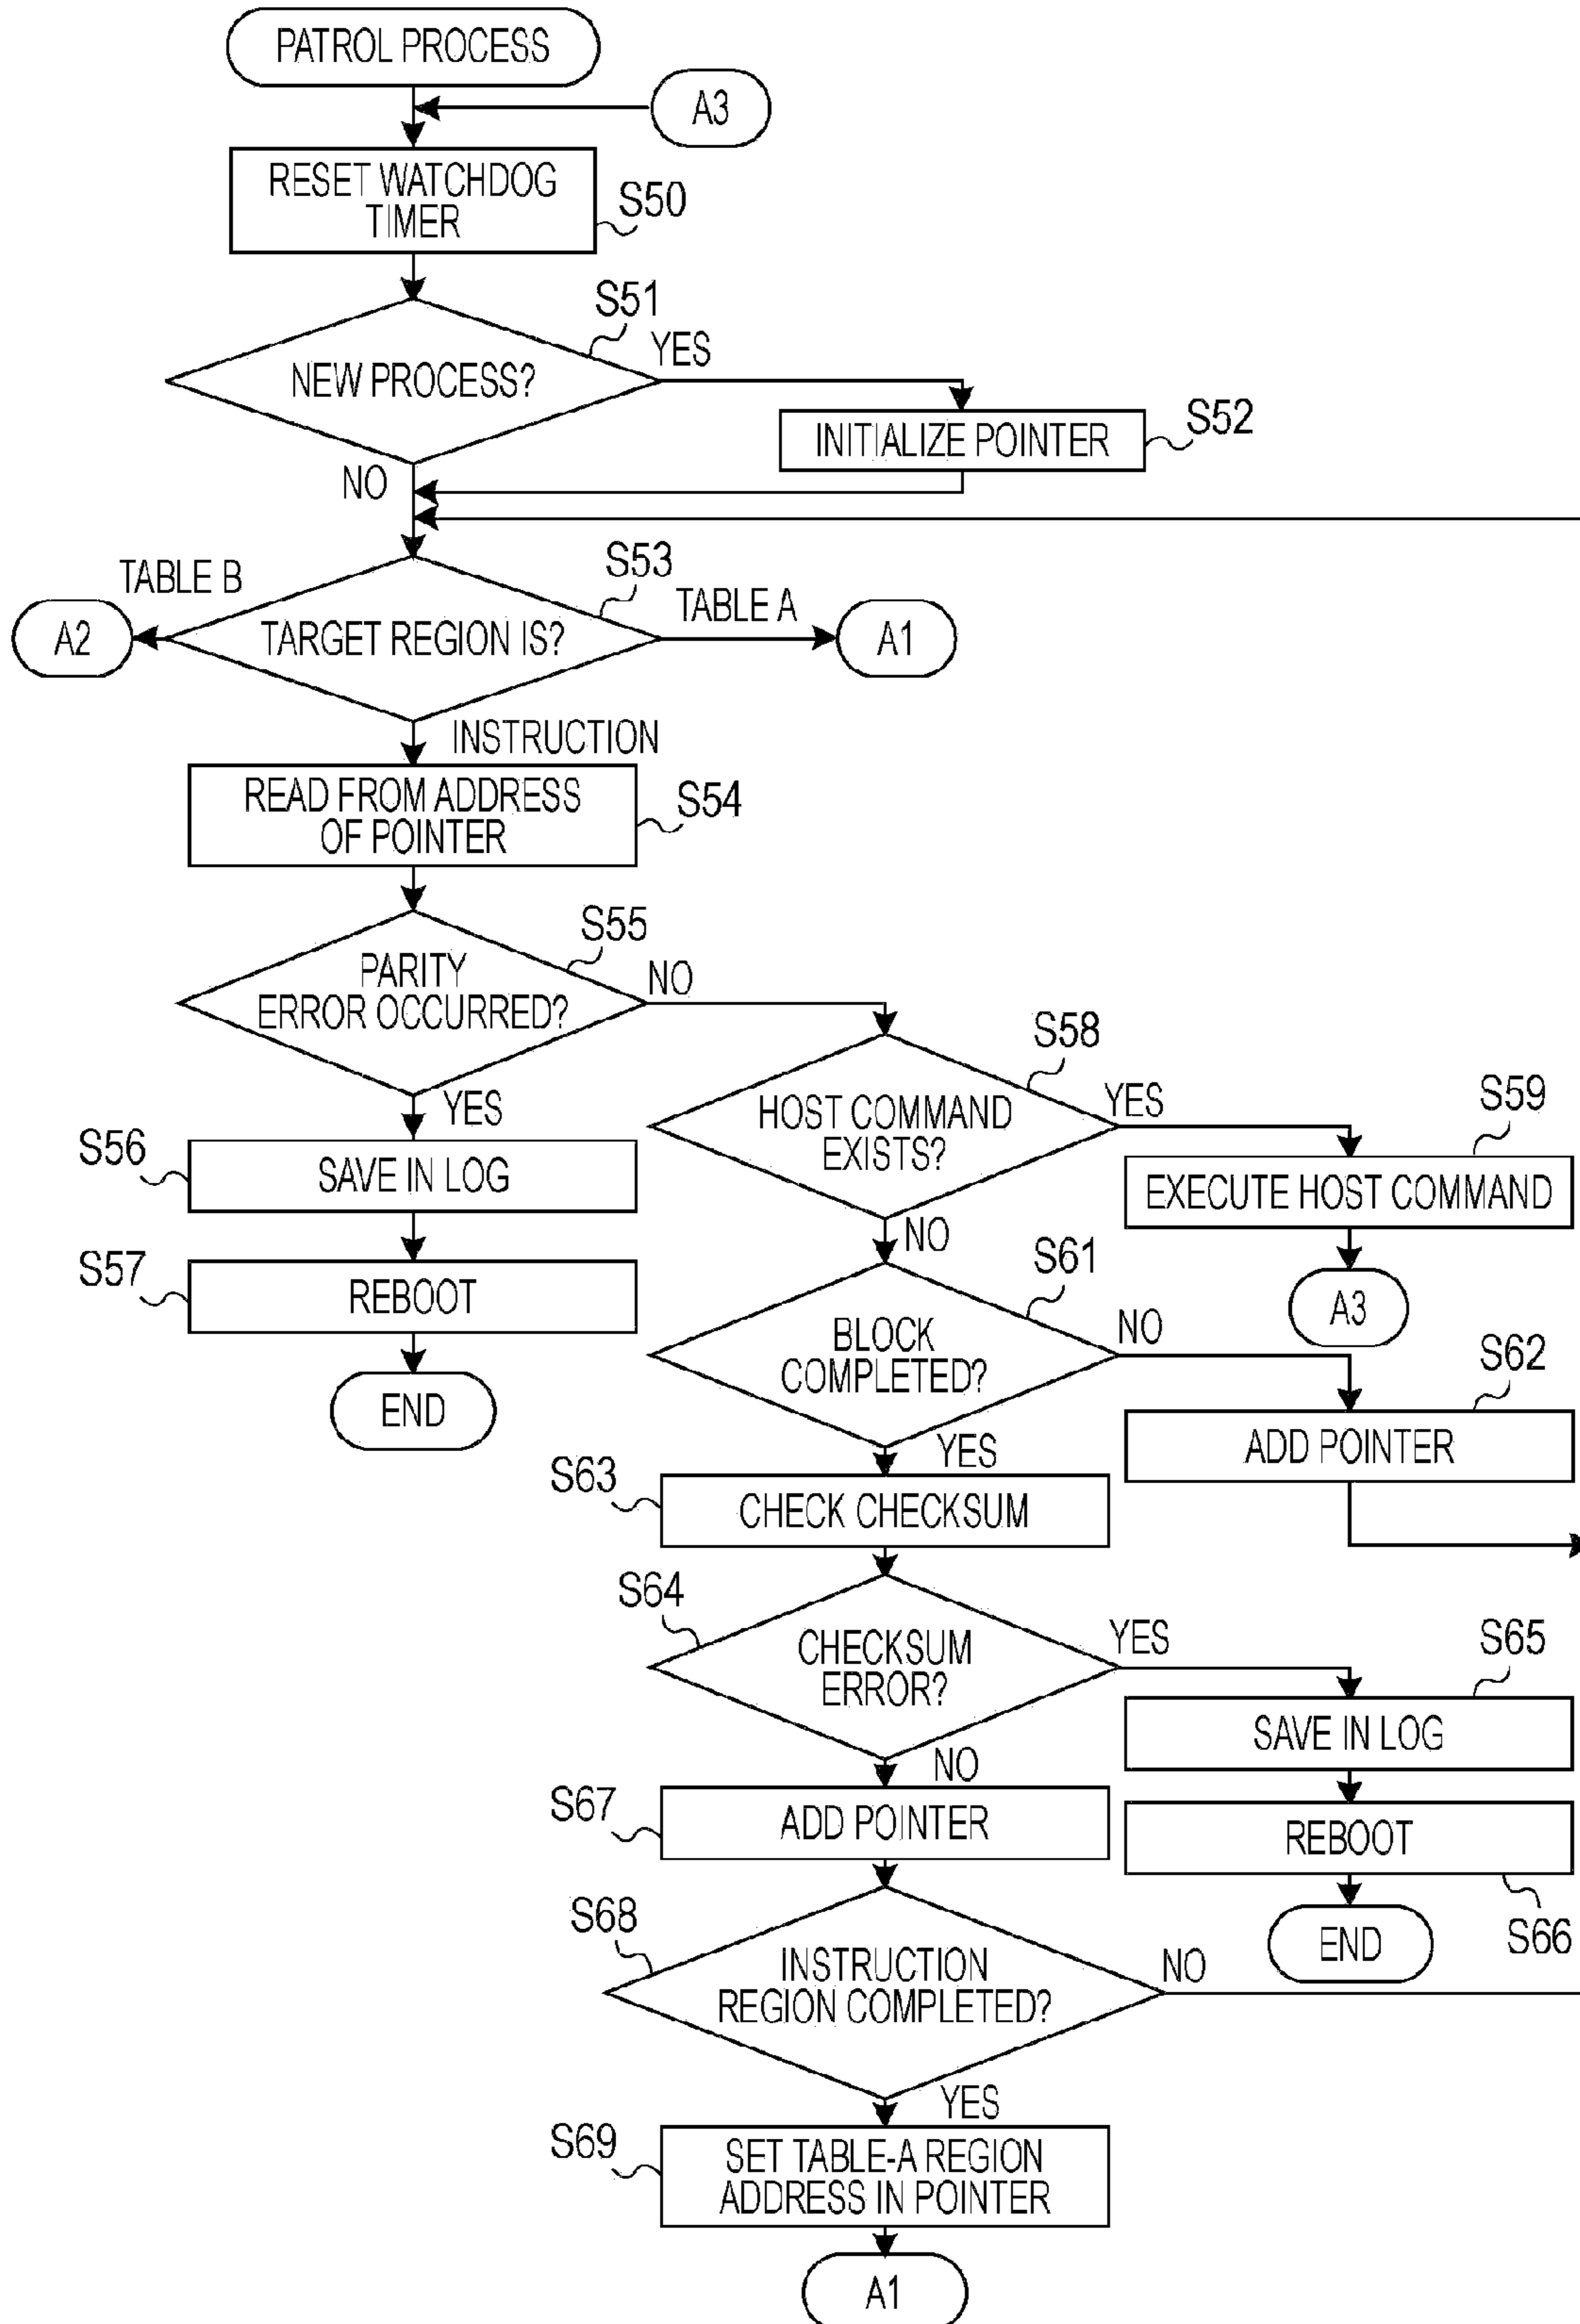 PATROL PROCESS
A3
RESET WATCHDOG
TIMER
S50
S51
NEW PROCESS?
YES
INITIALIZE POINTER
S52
NO
S53
TABLE B
TARGET REGION IS?
TABLE A
A2
A1
INSTRUCTION
READ FROM ADDRESS
OF POINTER
S54
S55
PARITY
ERROR OCCURRED?
NO
YES
S56
SAVE IN LOG
S57
REBOOT
END
S58
HOST COMMAND
EXISTS?
YES
S59
EXECUTE HOST COMMAND
A3
NO
S61
BLOCK
COMPLETED?
NO
S62
ADD POINTER
YES
S63
CHECK CHECKSUM
S64
CHECKSUM
ERROR?
YES
S65
SAVE IN LOG
REBOOT
S66
END
NO
S67
ADD POINTER
S68
INSTRUCTION
REGION COMPLETED?
NO
YES
S69
SET TABLE-A REGION
ADDRESS IN POINTER
A1